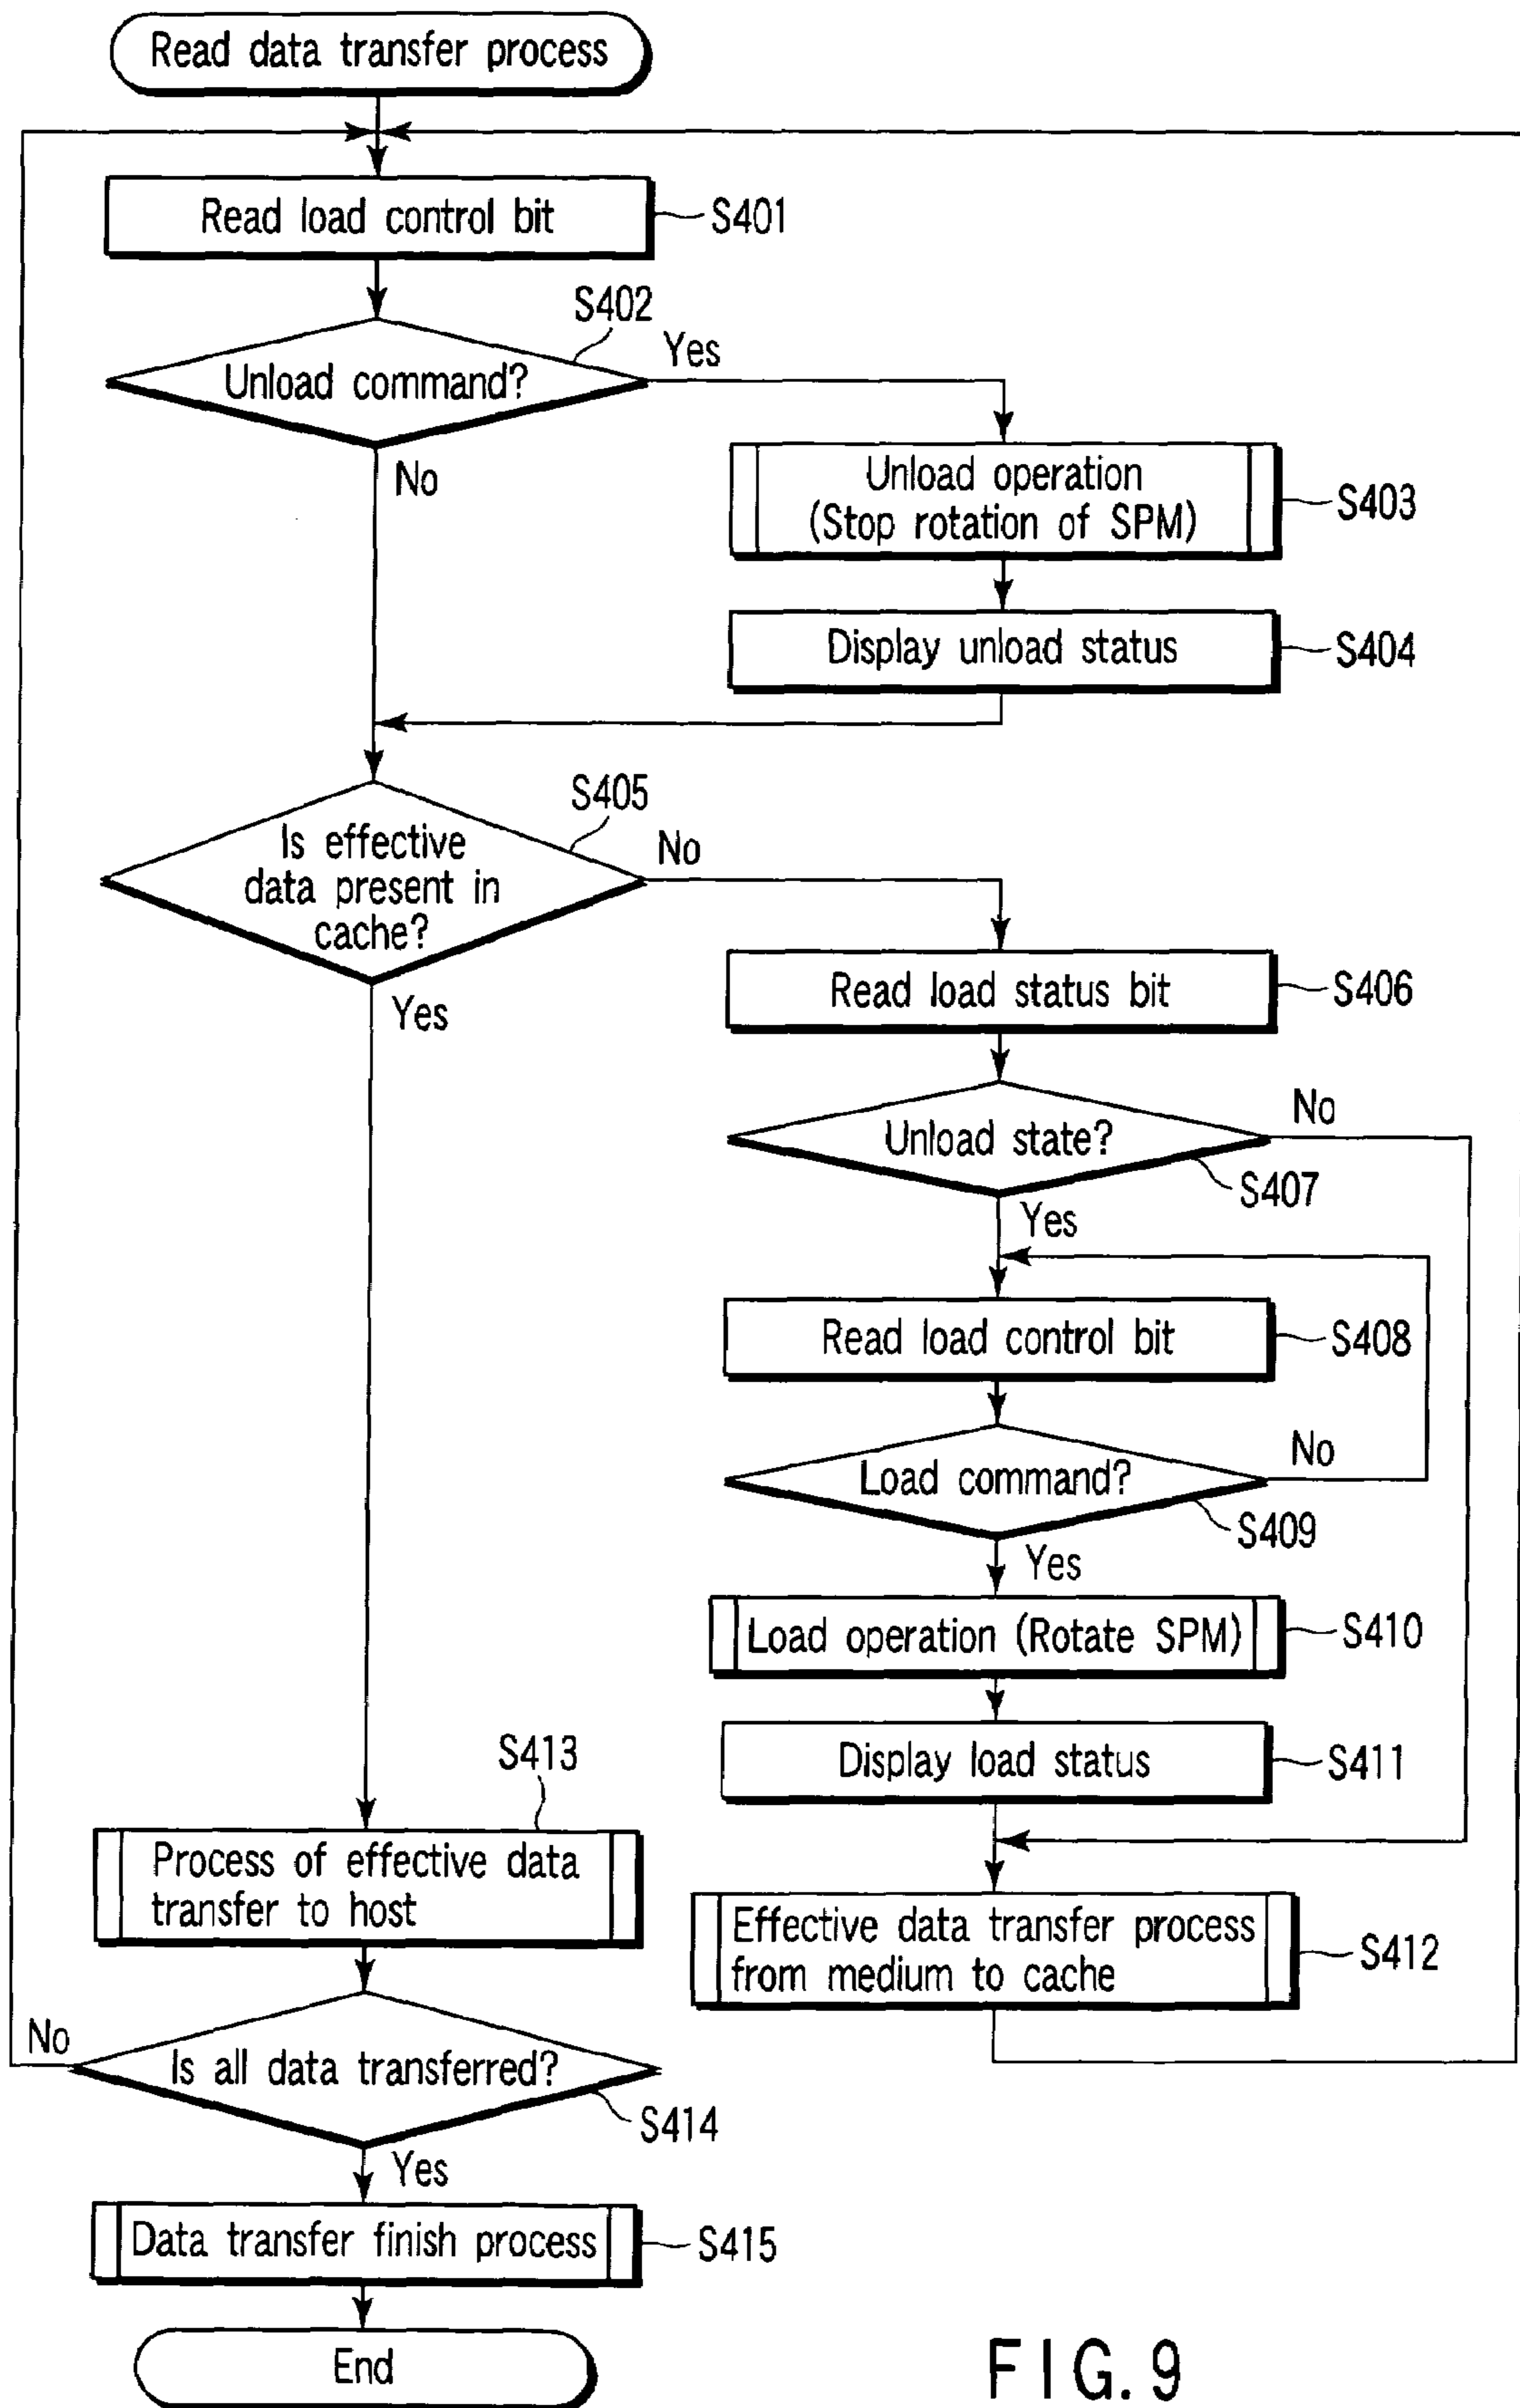 Read data transfer process
Read load control bit
S401
S402
Unload command?
Yes
No
Unload operation
(Stop rotation of SPM)
S403
Display unload status
S404
S405
Is effective
data present in
cache?
No
Yes
Read load status bit
S406
Unload state?
No
S407
Yes
Read load control bit
S408
Load command?
No
S409
Yes
Load operation (Rotate SPM)
S410
Display load status
S411
S413
Process of effective data
transfer to host
Effective data transfer process
from medium to cache
S412
No
Is all data transferred?
S414
Yes
Data transfer finish process
S415
End
FIG. 9